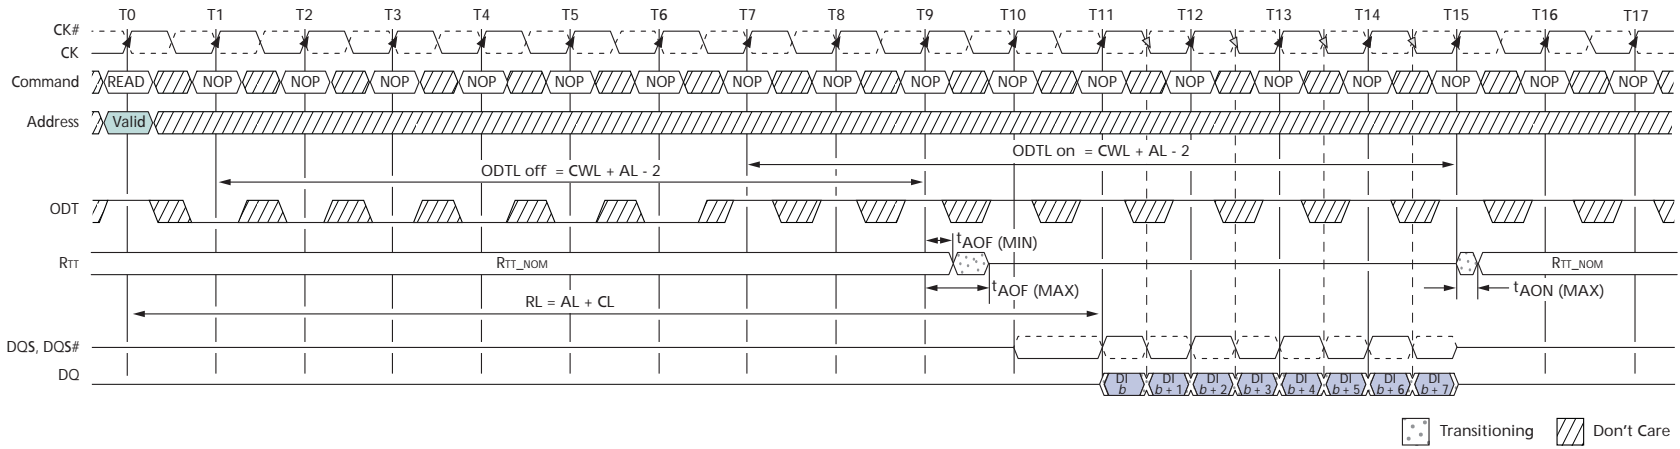 T0 T1 T2 T3 T4 T5 T6 T7 T8 T9 T10 T11 T12 T13 T14 T15 T16 T17
CK#
CK
Command READ NOP NOP NOP NOP NOP NOP NOP NOP NOP NOP NOP NOP NOP NOP NOP NOP NOP
Address Valid
ODTL on = CWL + AL - 2
ODTL off = CWL + AL - 2
ODT
tAOF (MIN)
RTT RTT_NOM RTT_NOM
tAOF (MAX) tAON (MAX)
RL = AL + CL
DQS, DQS#
DQ DI b DI b + 1 DI b + 2 DI b + 3 DI b + 4 DI b + 5 DI b + 6 DI b + 7
Transitioning Don't Care